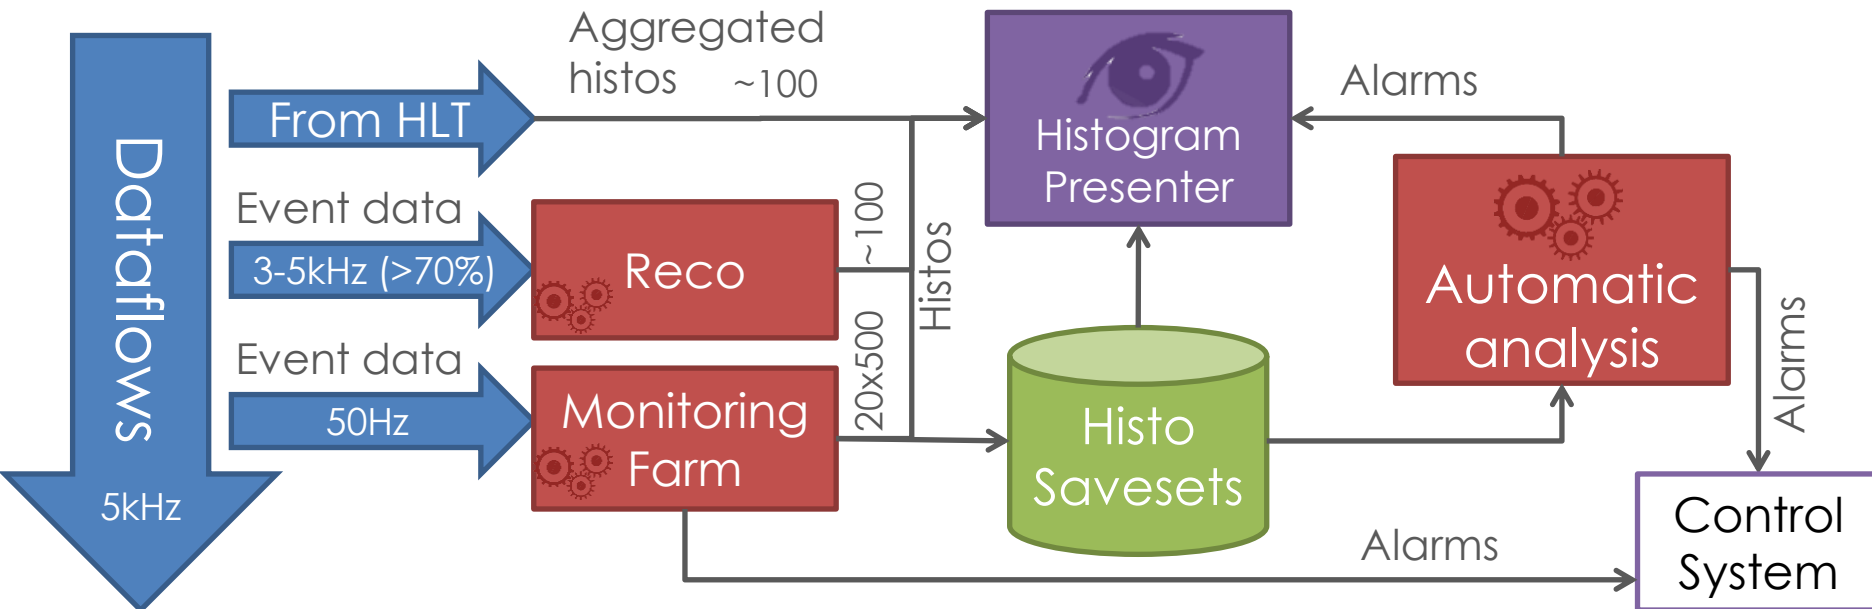 Dataflows
5kHz
From HLT
Aggregated
histos ~100
Event data
3-5kHz (>70%)
Event data
50Hz
Reco
Monitoring
Farm
~100
20x500
Histos
Histogram
Presenter
Histo
Savesets
Alarms
Automatic
analysis
Alarms
Alarms
Control
System